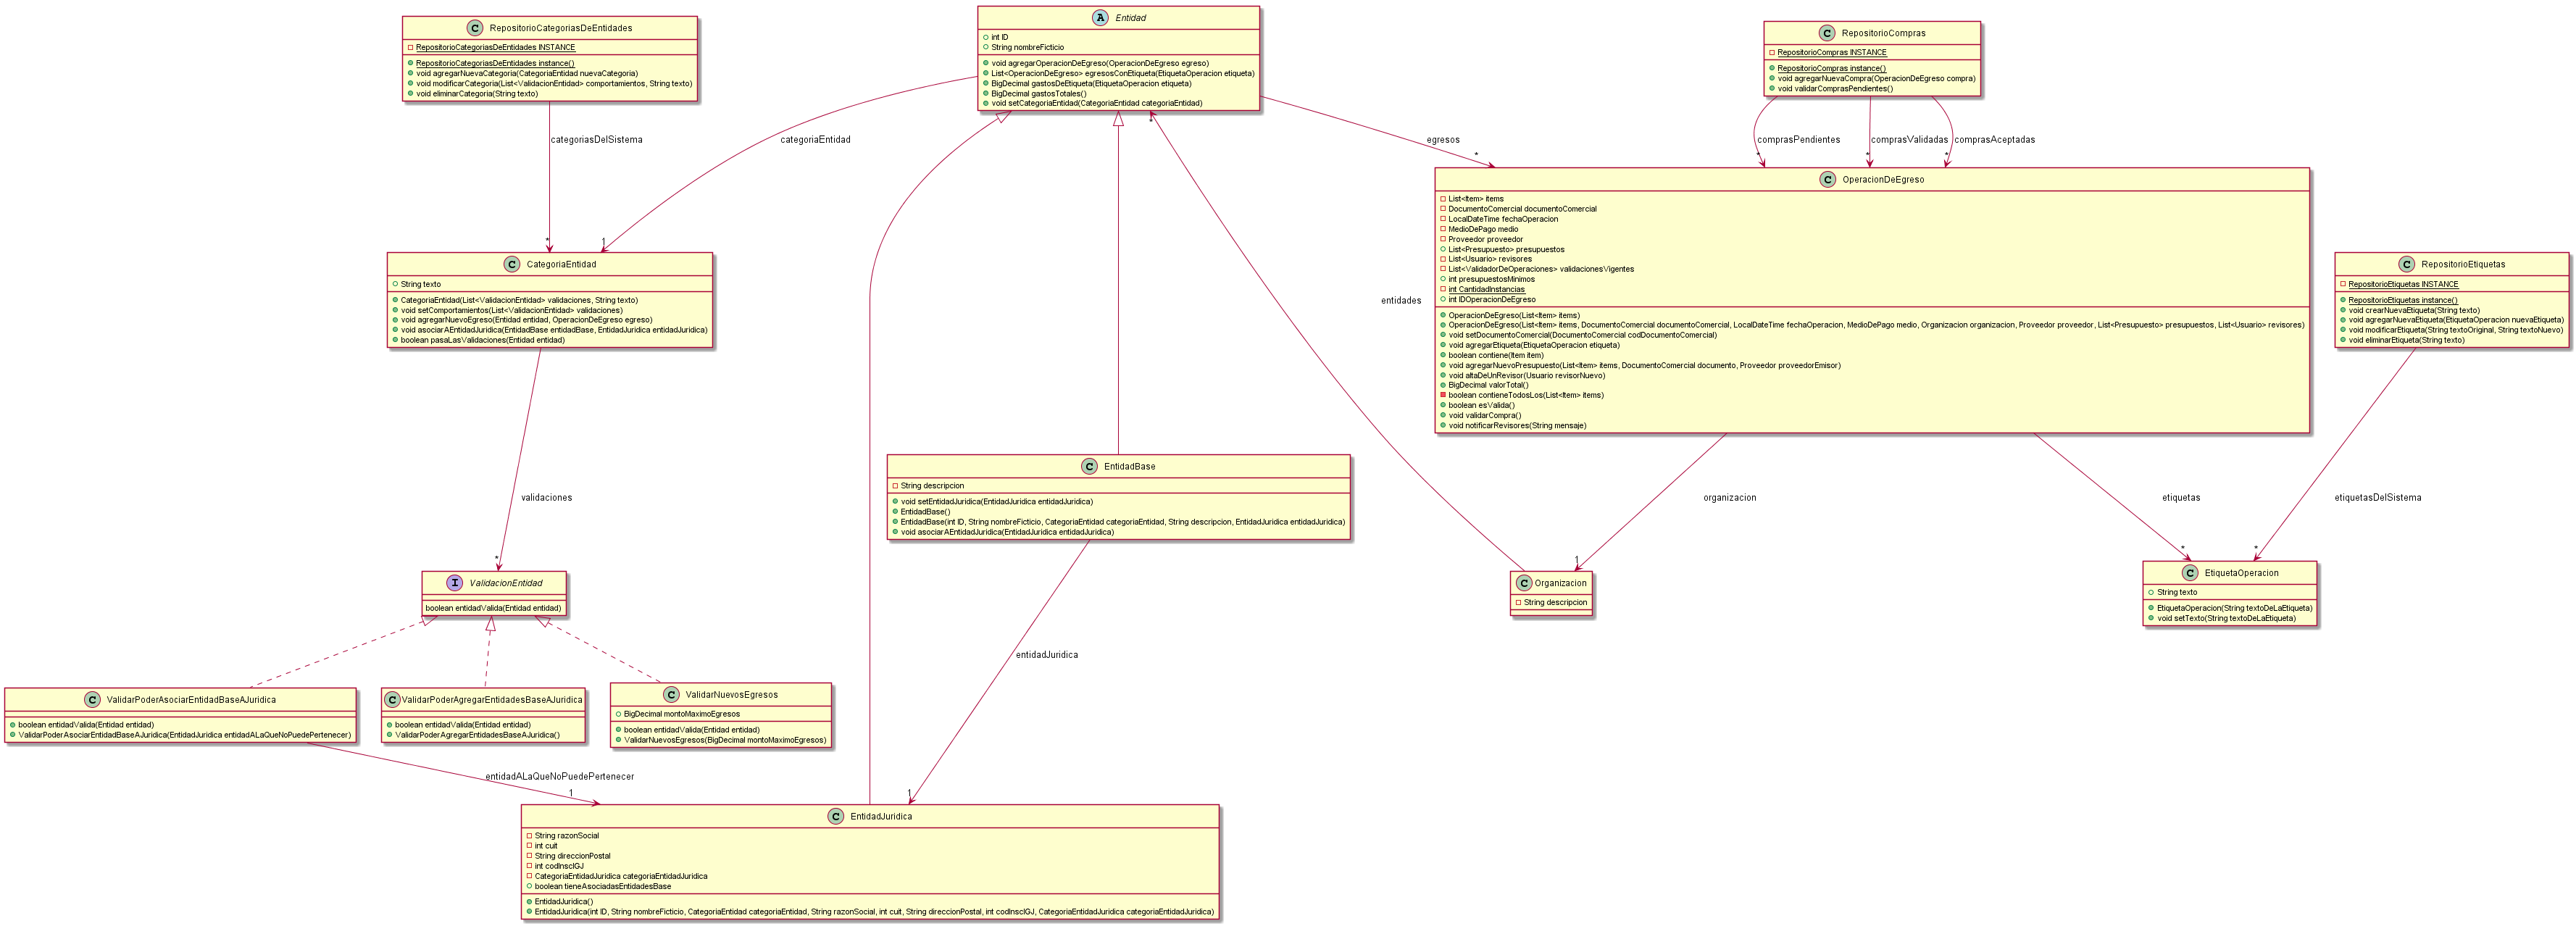 C RepositorioCategoriasDeEntidades
RepositorioCategoriasDeEntidades INSTANCE
RepositorioCategoriasDeEntidades instance()
void agregarNuevaCategoria(CategoriaEntidad nuevaCategoria)
void modificarCategoria(List<ValidacionEntidad> comportamientos, String texto)
void eliminarCategoria(String texto)
A Entidad
int ID
String nombreFicticio
void agregarOperacionDeEgreso(OperacionDeEgreso egreso)
List<OperacionDeEgreso> egresosConEtiqueta(EtiquetaOperacion etiqueta)
BigDecimal gastosDeEtiqueta(EtiquetaOperacion etiqueta)
BigDecimal gastosTotales()
void setCategoriaEntidad(CategoriaEntidad categoriaEntidad)
C RepositorioCompras
RepositorioCompras INSTANCE
RepositorioCompras instance()
void agregarNuevaCompra(OperacionDeEgreso compra)
void validarComprasPendientes()
categoriasDelSistema
*
categoriaEntidad
1
*
egresos
*
comprasPendientes
*
comprasValidadas
*
comprasAceptadas
*
C OperacionDeEgreso
List<Item> items
DocumentoComercial documentoComercial
LocalDateTime fechaOperacion
MedioDePago medio
Proveedor proveedor
List<Presupuesto> presupuestos
List<Usuario> revisores
List<ValidadorDeOperaciones> validacionesVigentes
int presupuestosMinimos
int CantidadInstancias
int IDOperacionDeEgreso
OperacionDeEgreso(List<Item> items)
OperacionDeEgreso(List<Item> items, DocumentoComercial documentoComercial, LocalDateTime fechaOperacion, MedioDePago medio, Organizacion organizacion, Proveedor proveedor, List<Presupuesto> presupuestos, List<Usuario> revisores)
void setDocumentoComercial(DocumentoComercial codDocumentoComercial)
void agregarEtiqueta(EtiquetaOperacion etiqueta)
boolean contiene(Item item)
void agregarNuevoPresupuesto(List<Item> items, DocumentoComercial documento, Proveedor proveedorEmisor)
void altaDeUnRevisor(Usuario revisorNuevo)
BigDecimal valorTotal()
boolean contieneTodosLos(List<Item> items)
boolean esValida()
void validarCompra()
void notificarRevisores(String mensaje)
C CategoriaEntidad
String texto
CategoriaEntidad(List<ValidacionEntidad> validaciones, String texto)
void setComportamientos(List<ValidacionEntidad> validaciones)
void agregarNuevoEgreso(Entidad entidad, OperacionDeEgreso egreso)
void asociarAEntidadJuridica(EntidadBase entidadBase, EntidadJuridica entidadJuridica)
boolean pasaLasValidaciones(Entidad entidad)
C RepositorioEtiquetas
RepositorioEtiquetas INSTANCE
RepositorioEtiquetas instance()
void crearNuevaEtiqueta(String texto)
void agregarNuevaEtiqueta(EtiquetaOperacion nuevaEtiqueta)
void modificarEtiqueta(String textoOriginal, String textoNuevo)
void eliminarEtiqueta(String texto)
entidades
C EntidadBase
String descripcion
void setEntidadJuridica(EntidadJuridica entidadJuridica)
EntidadBase()
EntidadBase(int ID, String nombreFicticio, CategoriaEntidad categoriaEntidad, String descripcion, EntidadJuridica entidadJuridica)
void asociarAEntidadJuridica(EntidadJuridica entidadJuridica)
validaciones
*
organizacion
1
etiquetas
*
etiquetasDelSistema
*
I ValidacionEntidad
boolean entidadValida(Entidad entidad)
C Organizacion
String descripcion
C EtiquetaOperacion
String texto
EtiquetaOperacion(String textoDeLaEtiqueta)
void setTexto(String textoDeLaEtiqueta)
entidadJuridica
1
C ValidarPoderAsociarEntidadBaseAJuridica
boolean entidadValida(Entidad entidad)
ValidarPoderAsociarEntidadBaseAJuridica(EntidadJuridica entidadALaQueNoPuedePertenecer)
C ValidarPoderAgregarEntidadesBaseAJuridica
boolean entidadValida(Entidad entidad)
ValidarPoderAgregarEntidadesBaseAJuridica()
C ValidarNuevosEgresos
BigDecimal montoMaximoEgresos
boolean entidadValida(Entidad entidad)
ValidarNuevosEgresos(BigDecimal montoMaximoEgresos)
entidadALaQueNoPuedePertenecer
1
C EntidadJuridica
String razonSocial
int cuit
String direccionPostal
int codInscIGJ
CategoriaEntidadJuridica categoriaEntidadJuridica
boolean tieneAsociadasEntidadesBase
EntidadJuridica()
EntidadJuridica(int ID, String nombreFicticio, CategoriaEntidad categoriaEntidad, String razonSocial, int cuit, String direccionPostal, int codInscIGJ, CategoriaEntidadJuridica categoriaEntidadJuridica)